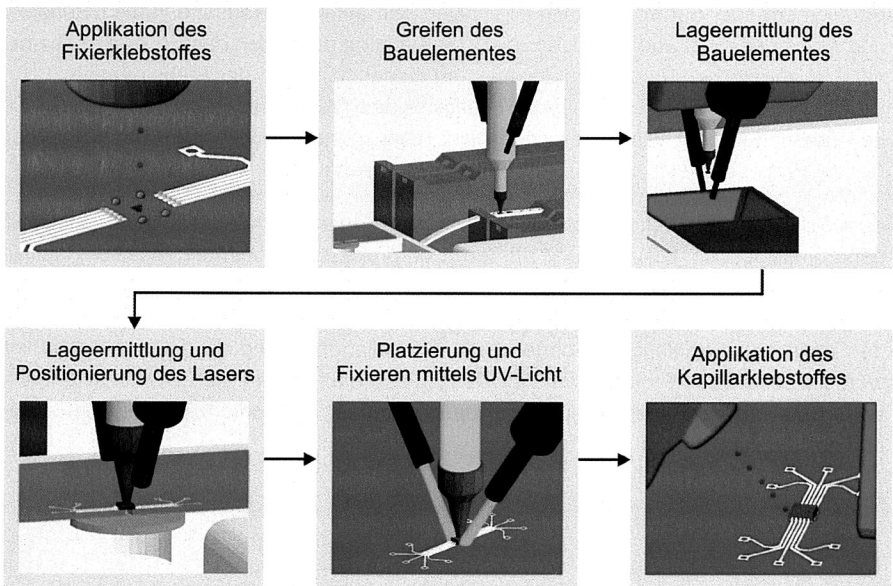 Applikation des
Fixierklebstoffes
Greifen des
Bauelementes
Lageermittlung des
Bauelementes
Lageermittlung und
Positionierung des Lasers
Platzierung und
Fixieren mittels UV-Licht
Applikation des
Kapillarklebstoffes